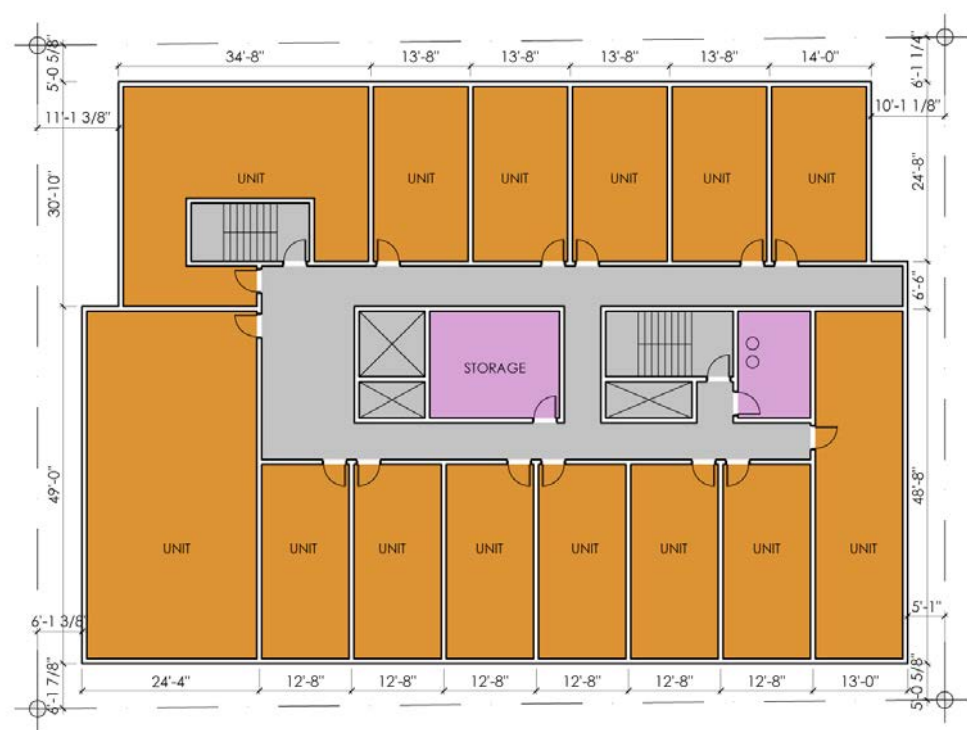 34'-8" 13'-8" 13'-8" 13'-8" 13'-8" 14'-0"
5'-0 5/8"
6'-1 1/4"
11'-1 3/8"
10'-1 1/8"
30'-10"
24'-8"
UNIT UNIT UNIT UNIT UNIT UNIT
6'-6"
STORAGE
49'-0"
48'-8"
UNIT UNIT UNIT UNIT UNIT UNIT UNIT UNIT
6'-1 3/8"
5'-1"
6'-1 7/8"
5'-0 5/8"
24'-4" 12'-8" 12'-8" 12'-8" 12'-8" 12'-8" 12'-8" 13'-0"